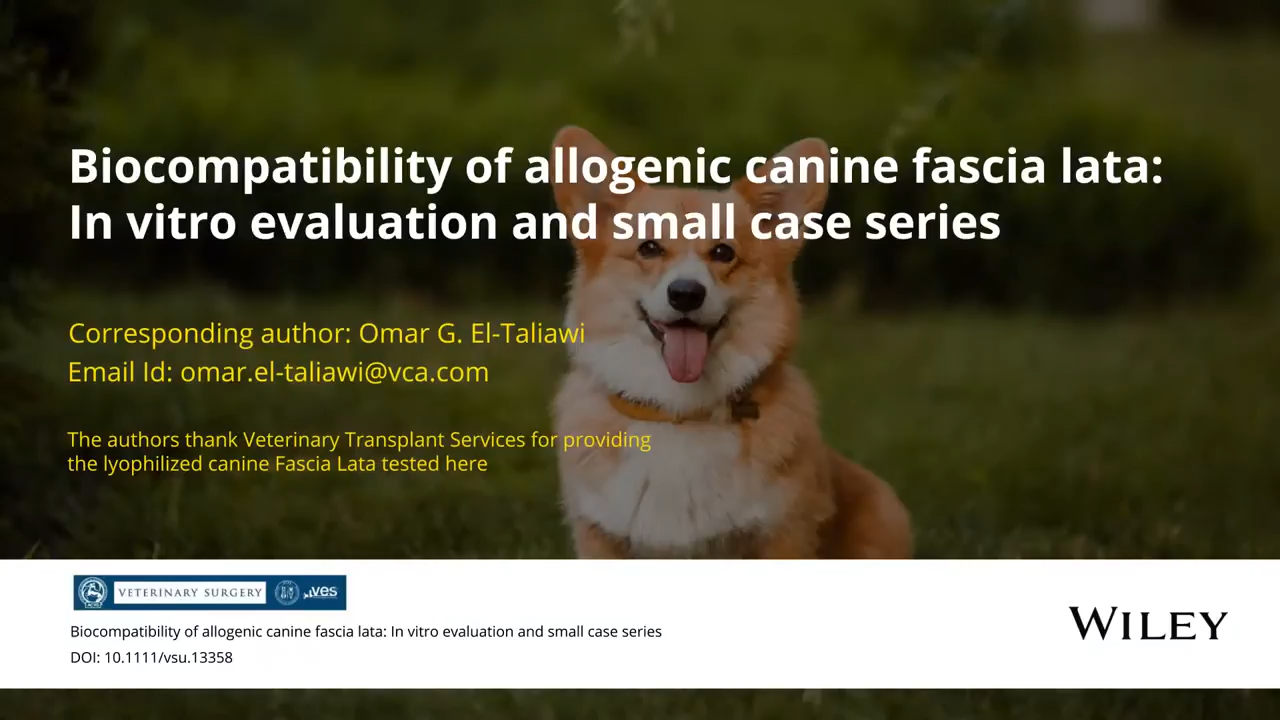 Biocompatibility of allogenic canine fascia lata:
In vitro evaluation and small case series
Corresponding author: Omar G. El-Taliawi
Email Id: omar.el-taliawi@vca.com
The authors thank Veterinary Transplant Services for providing
the lyophilized canine Fascia Lata tested here
VETERINARY SURGERY
ves
Biocompatibility of allogenic canine fascia lata: In vitro evaluation and small case series
DOI: 10.1111/vsu.13358
WILEY